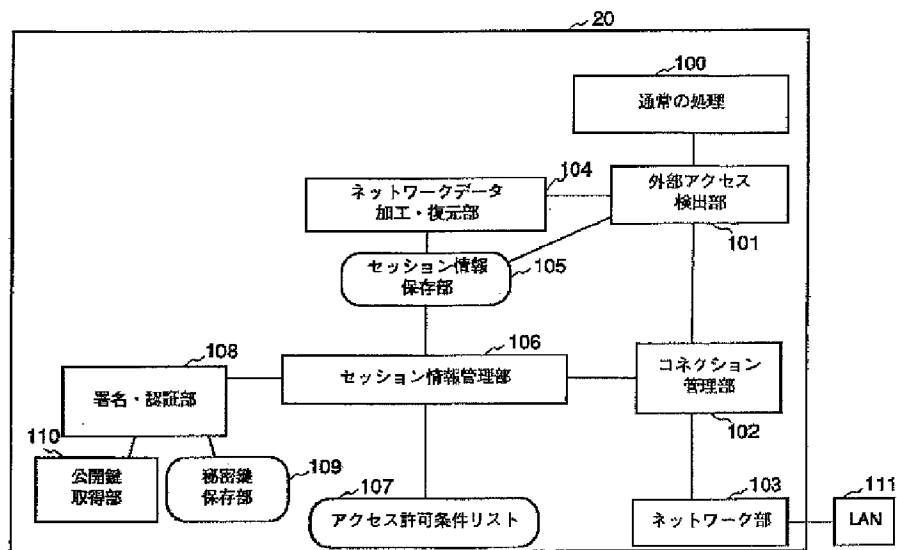 20
100
通常の処理
104
ネットワークデータ
加工・復元部
外部アクセス
検出部
101
セッション情報
保存部
105
106
セッション情報管理部
108
署名・認証部
コネクション
管理部
102
110
公開鍵
取得部
秘密鍵
保存部
109
107
アクセス許可条件リスト
103
ネットワーク部
111
LAN